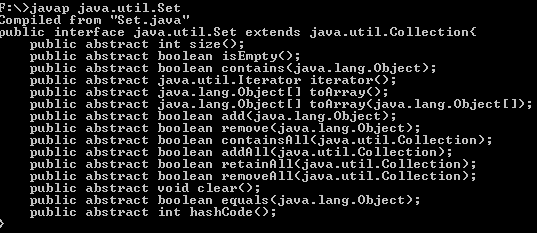 F:\>javap java.util.Set
Compiled from "Set.java"
public interface java.util.Set extends java.util.Collection{
    public abstract int size();
    public abstract boolean isEmpty();
    public abstract boolean contains(java.lang.Object);
    public abstract java.util.Iterator iterator();
    public abstract java.lang.Object[] toArray();
    public abstract java.lang.Object[] toArray(java.lang.Object[]);
    public abstract boolean add(java.lang.Object);
    public abstract boolean remove(java.lang.Object);
    public abstract boolean containsAll(java.util.Collection);
    public abstract boolean addAll(java.util.Collection);
    public abstract boolean retainAll(java.util.Collection);
    public abstract boolean removeAll(java.util.Collection);
    public abstract void clear();
    public abstract boolean equals(java.lang.Object);
    public abstract int hashCode();
}